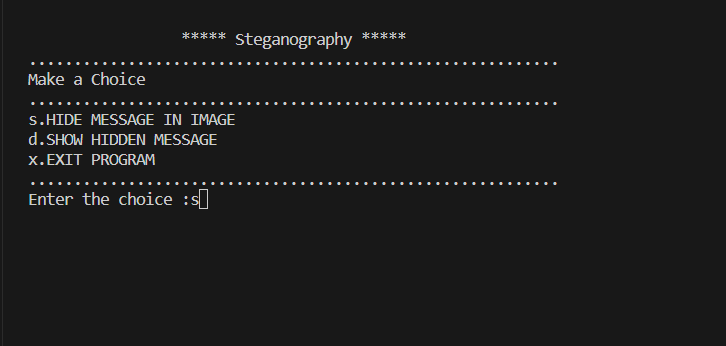 ***** Steganography *****
...........................................................
Make a Choice
...........................................................
s.HIDE MESSAGE IN IMAGE
d.SHOW HIDDEN MESSAGE
x.EXIT PROGRAM
...........................................................
Enter the choice :s